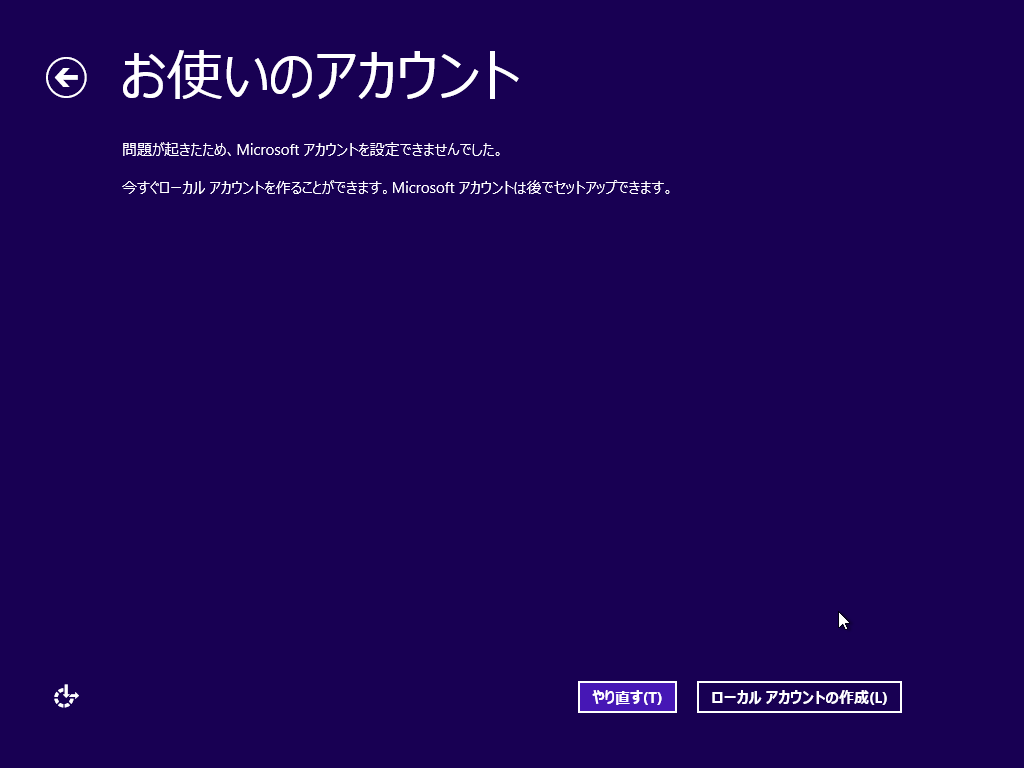 お使いのアカウント
問題が起きたため、Microsoft アカウントを設定できませんでした。
今すぐローカル アカウントを作ることができます。Microsoft アカウントは後でセットアップできます。
やり直す(T)
ローカル アカウントの作成(L)